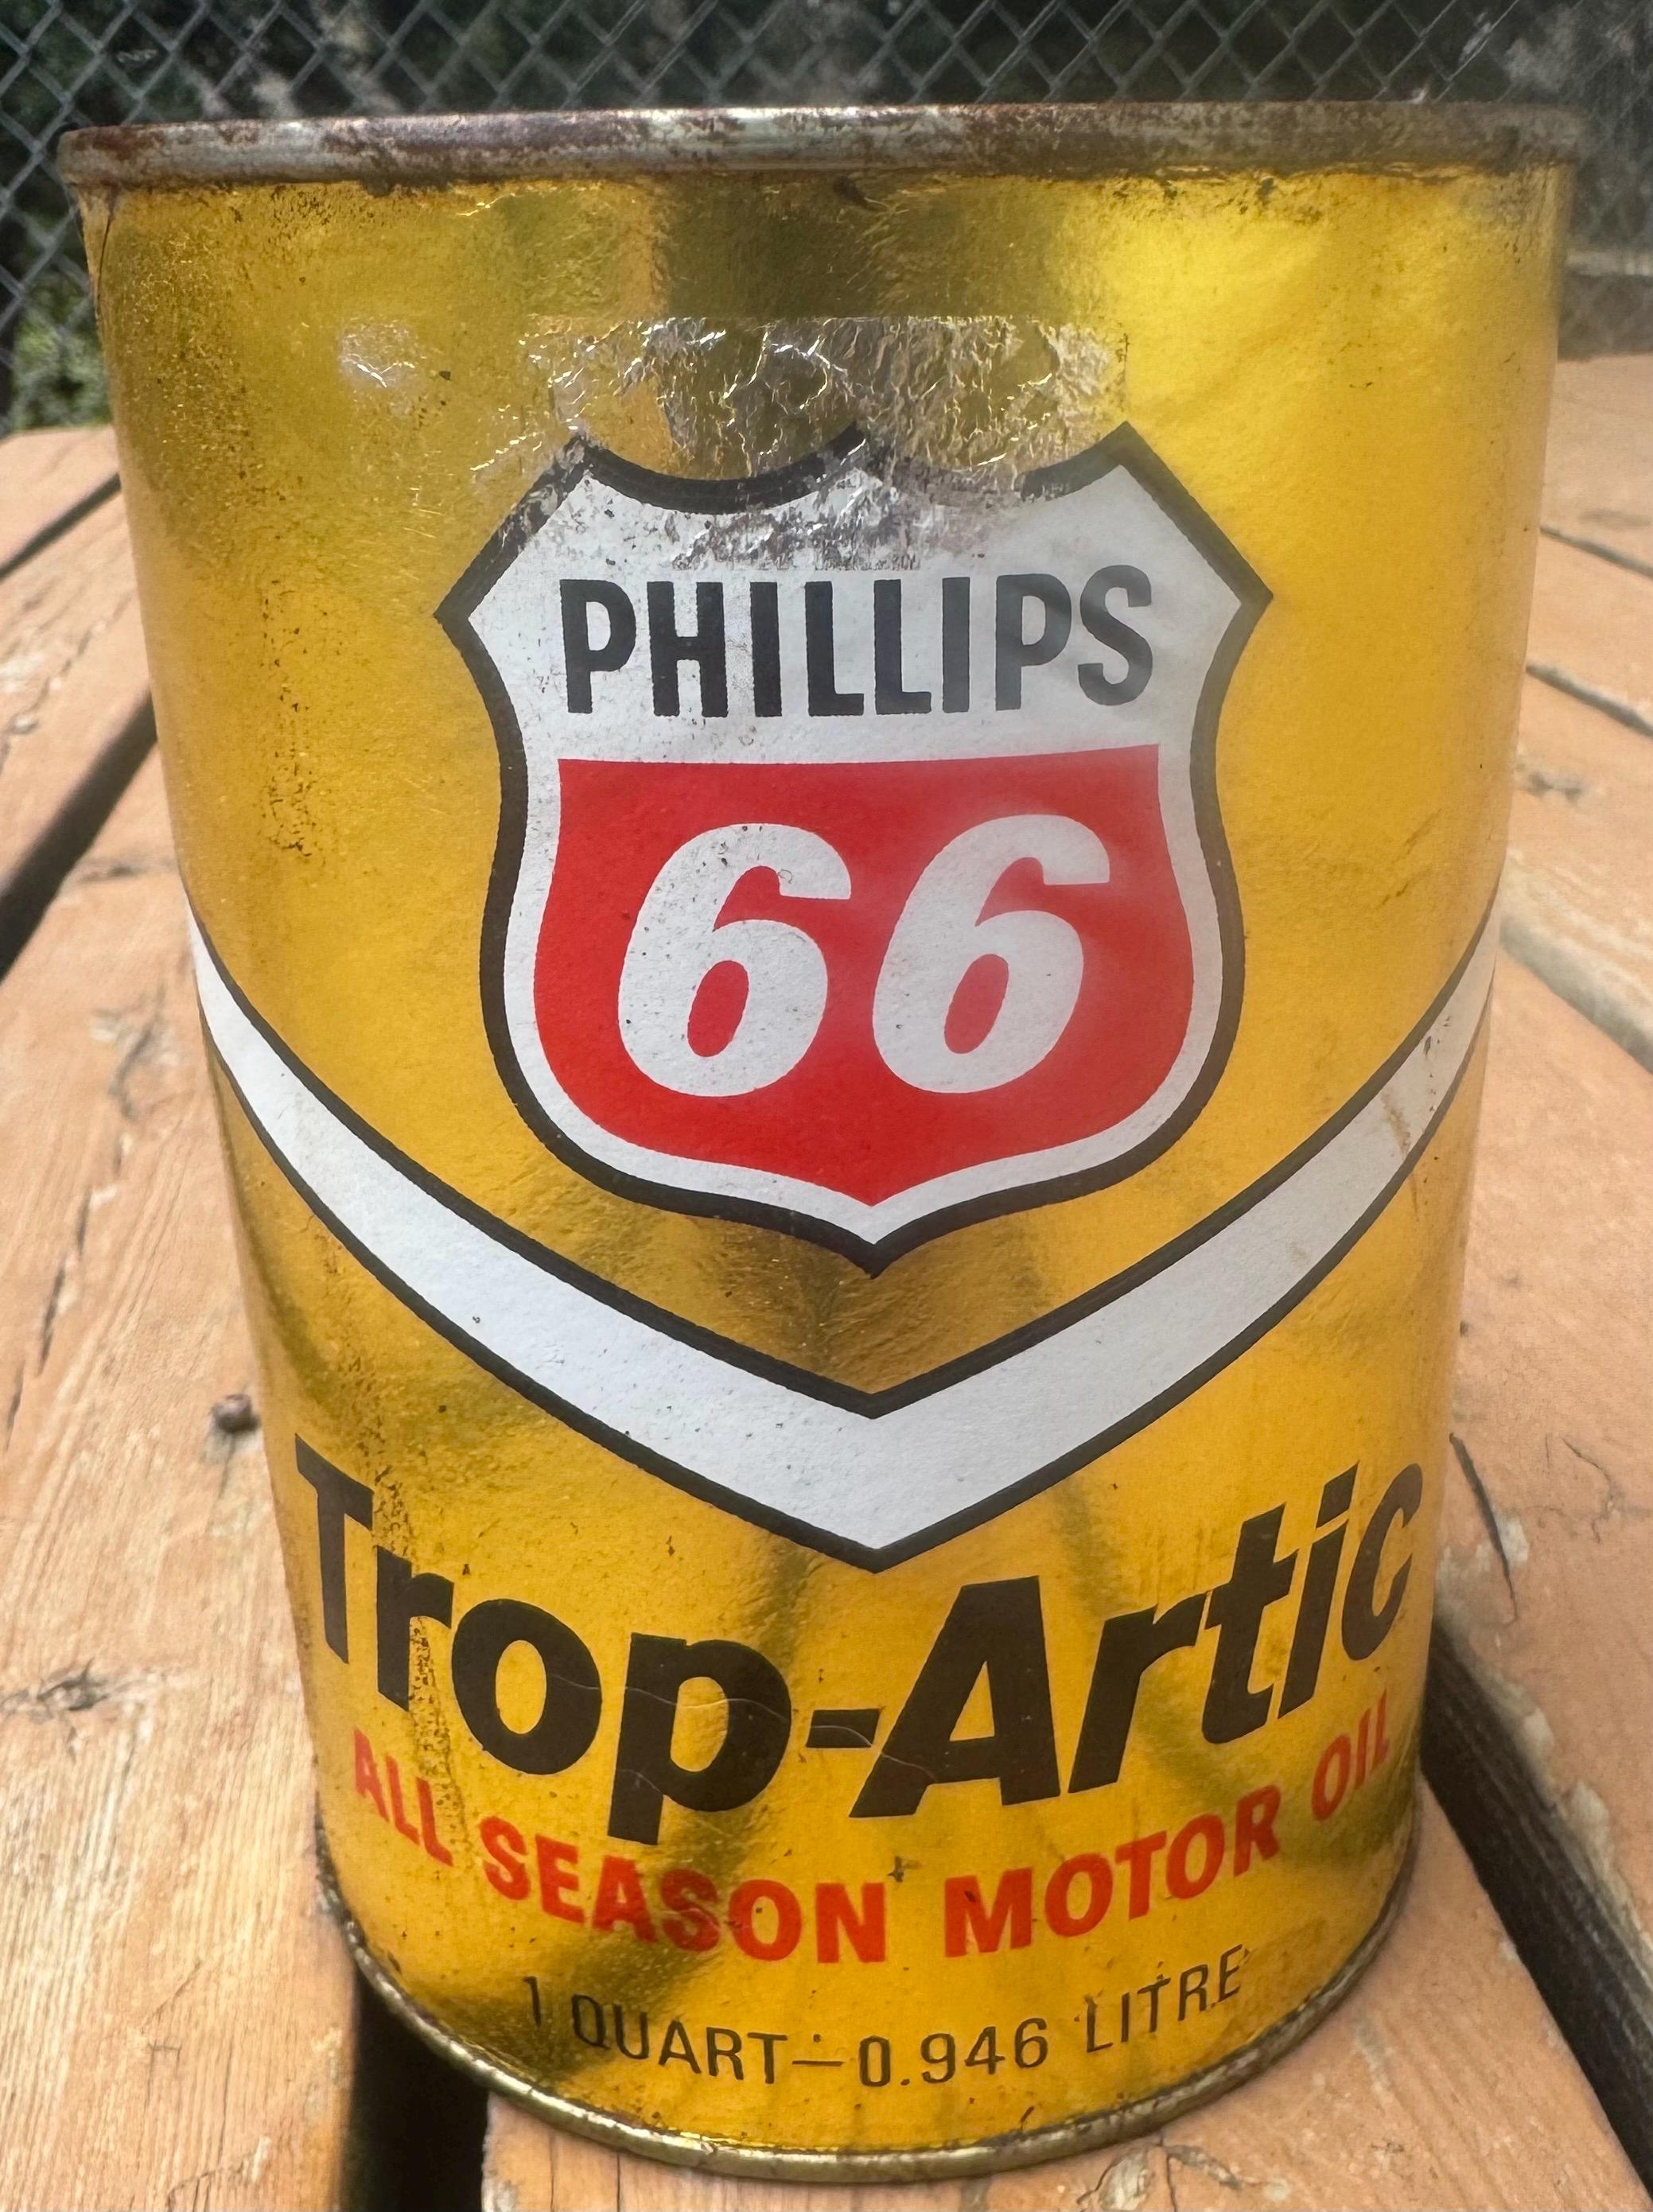 PHILLIPS
66
Trop-Artic
ALL SEASON MOTOR OIL
1 QUART—0.946 LITRE